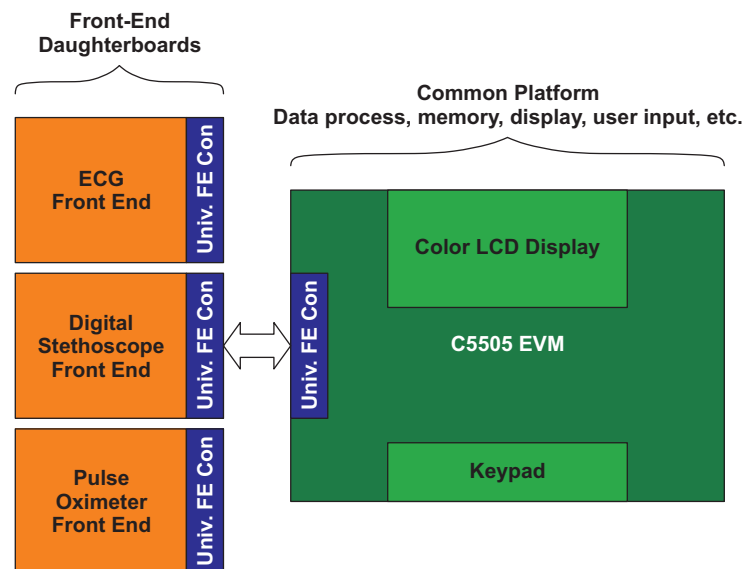 Front-End
Daughterboards
Common Platform
Data process, memory, display, user input, etc.
ECG
Front End
Univ. FE Con
Digital
Stethoscope
Front End
Univ. FE Con
Pulse
Oximeter
Front End
Univ. FE Con
Univ. FE Con
Color LCD Display
C5505 EVM
Keypad